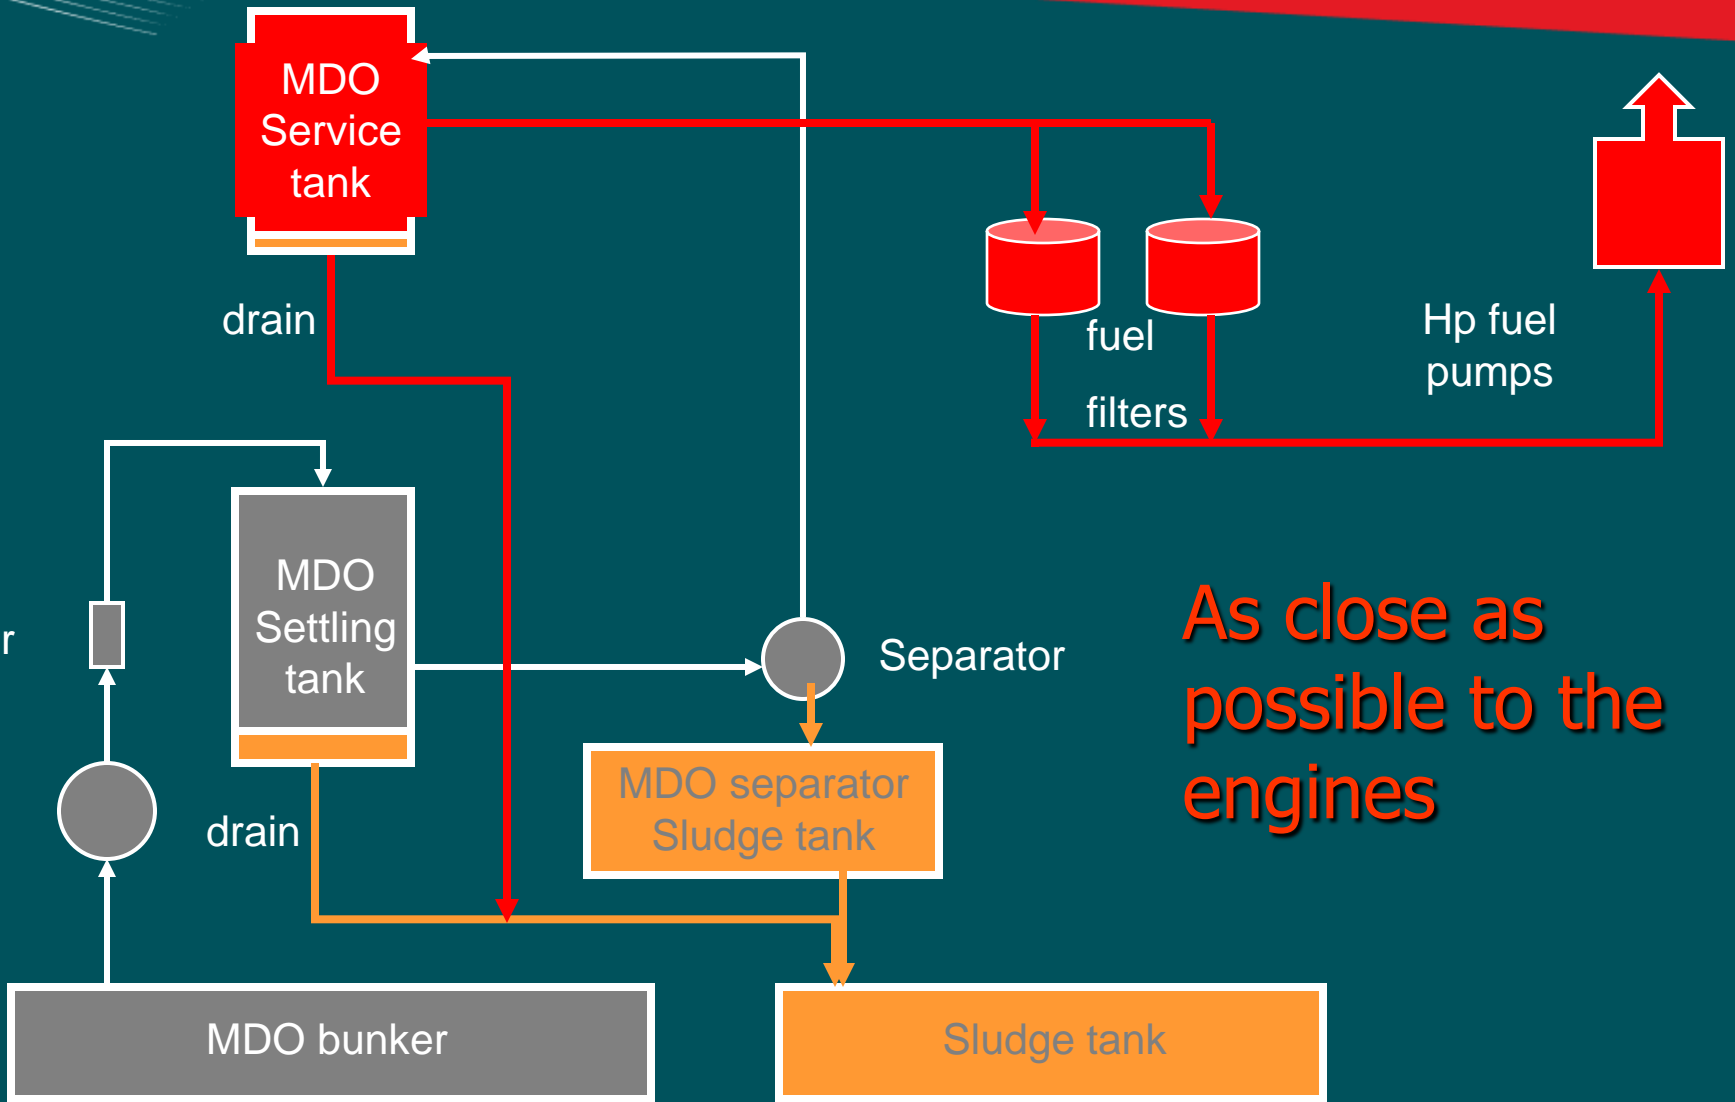 MDO
Service
tank
drain
fuel
filters
Hp fuel
pumps
MDO
Settling
tank
r
Separator
As close as
possible to the
engines
MDO separator
Sludge tank
drain
MDO bunker
Sludge tank